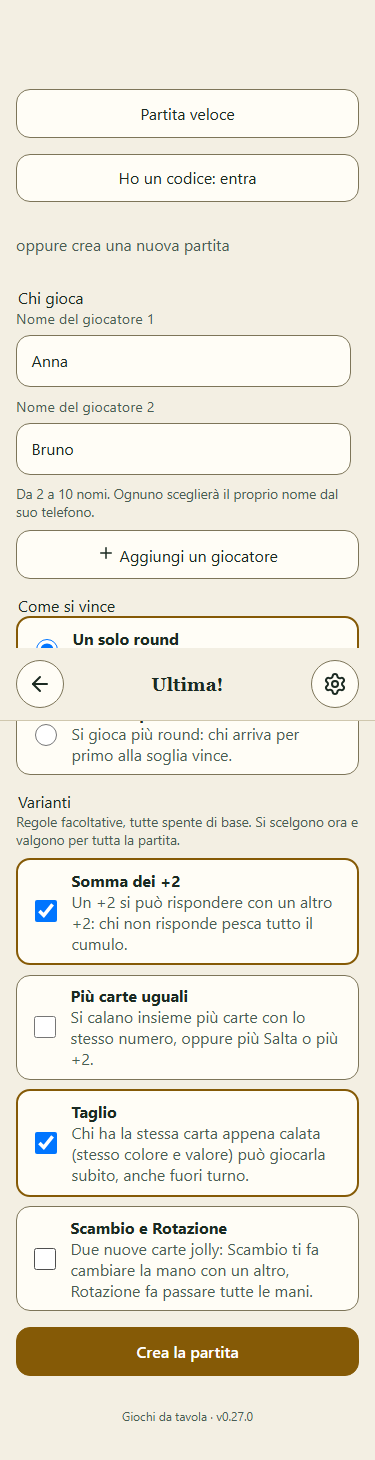 Partita veloce
Ho un codice: entra
oppure crea una nuova partita
Chi gioca
Nome del giocatore 1
Anna
Nome del giocatore 2
Bruno
Da 2 a 10 nomi. Ognuno sceglierà il proprio nome dal
suo telefono.
+ Aggiungi un giocatore
Come si vince
Un solo round
Ultima!
Si gioca più round: chi arriva per
primo alla soglia vince.
Varianti
Regole facoltative, tutte spente di base. Si scelgono ora e
valgono per tutta la partita.
Somma dei +2
Un +2 si può rispondere con un altro
+2: chi non risponde pesca tutto il
cumulo.
Più carte uguali
Si calano insieme più carte con lo
stesso numero, oppure più Salta o più
+2.
Taglio
Chi ha la stessa carta appena calata
(stesso colore e valore) può giocarla
subito, anche fuori turno.
Scambio e Rotazione
Due nuove carte jolly: Scambio ti fa
cambiare la mano con un altro,
Rotazione fa passare tutte le mani.
Crea la partita
Giochi da tavola · v0.27.0